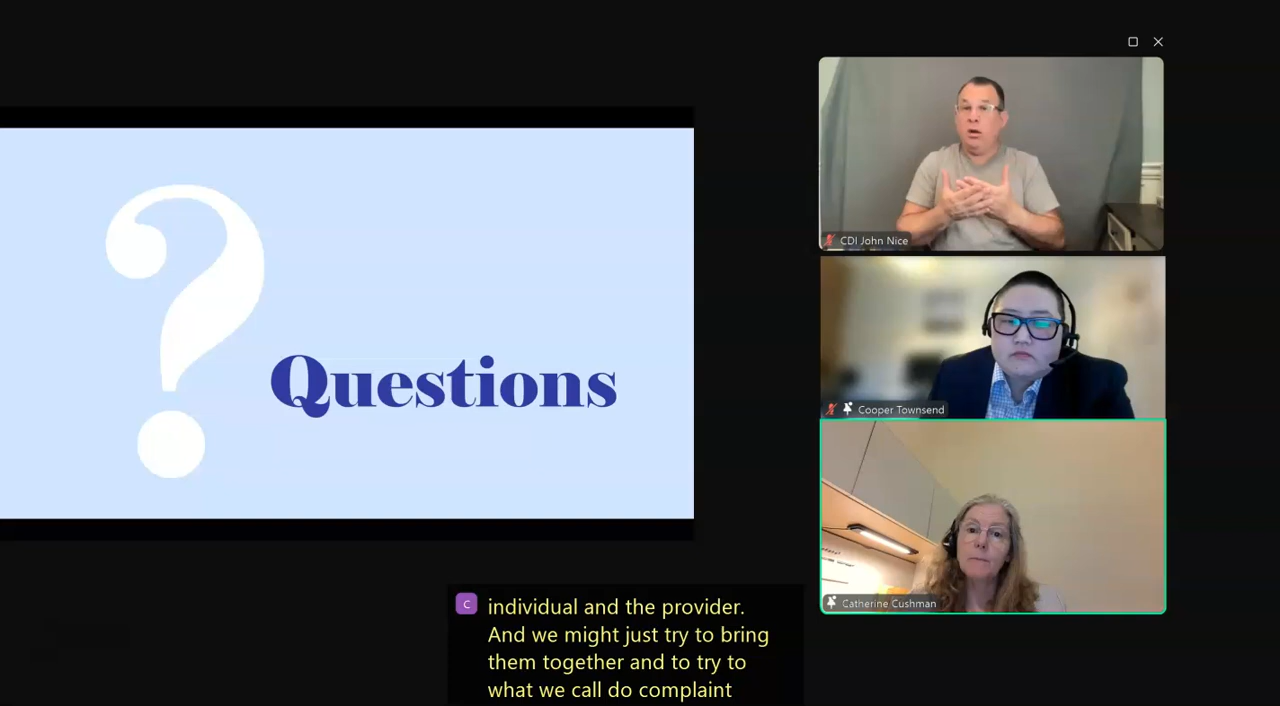 ?
Questions
CDI John Nice
Cooper Townsend
Catherine Cushman
C
individual and the provider.
And we might just try to bring
them together and to try to
what we call do complaint